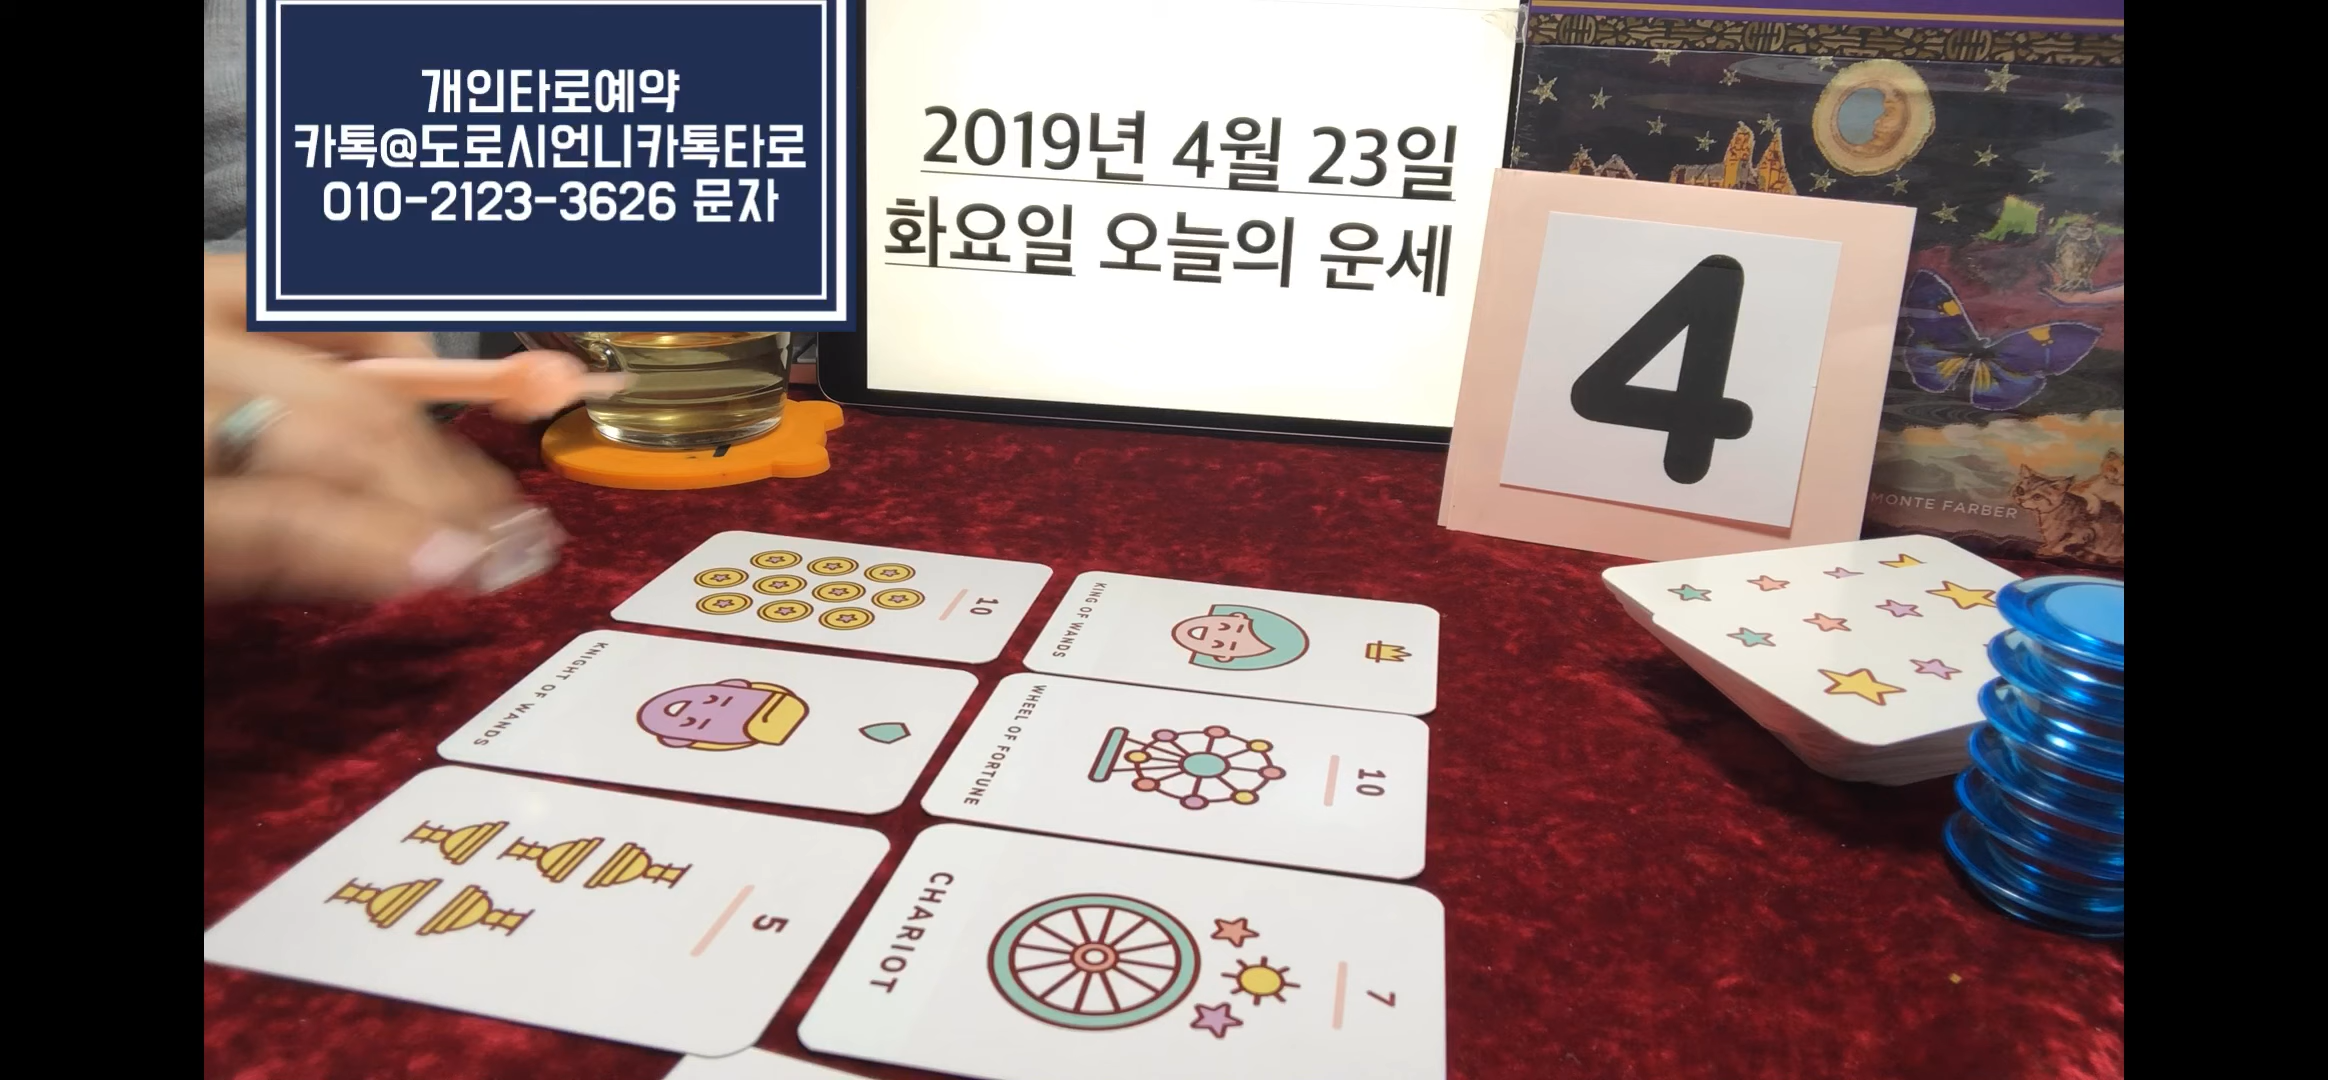 개인타로예약
카톡@도로시언니카톡타로
010-2123-3626 문자
2019년 4월 23일
화요일 오늘의 운세
4
MONTE FARBER
10
KING OF WANDS
KNIGHT OF WANDS
WHEEL OF FORTUNE
10
5
CHARIOT
7